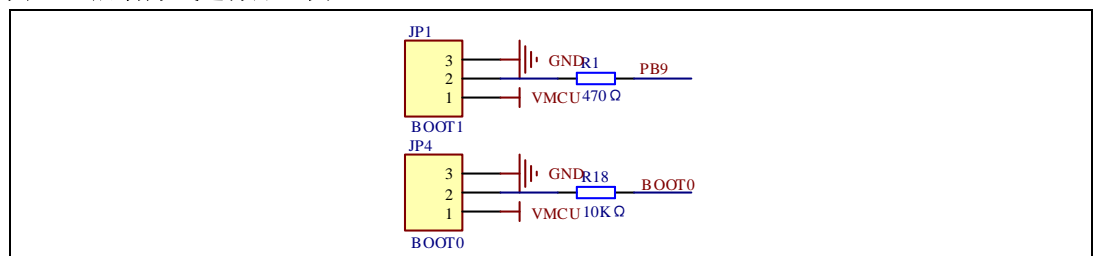 JP1
3 GND R1 PB9
2
1 VMCU 470Ω
BOOT1
JP4
3 GND R18 BOOT0
2
1 VMCU 10KΩ
BOOT0